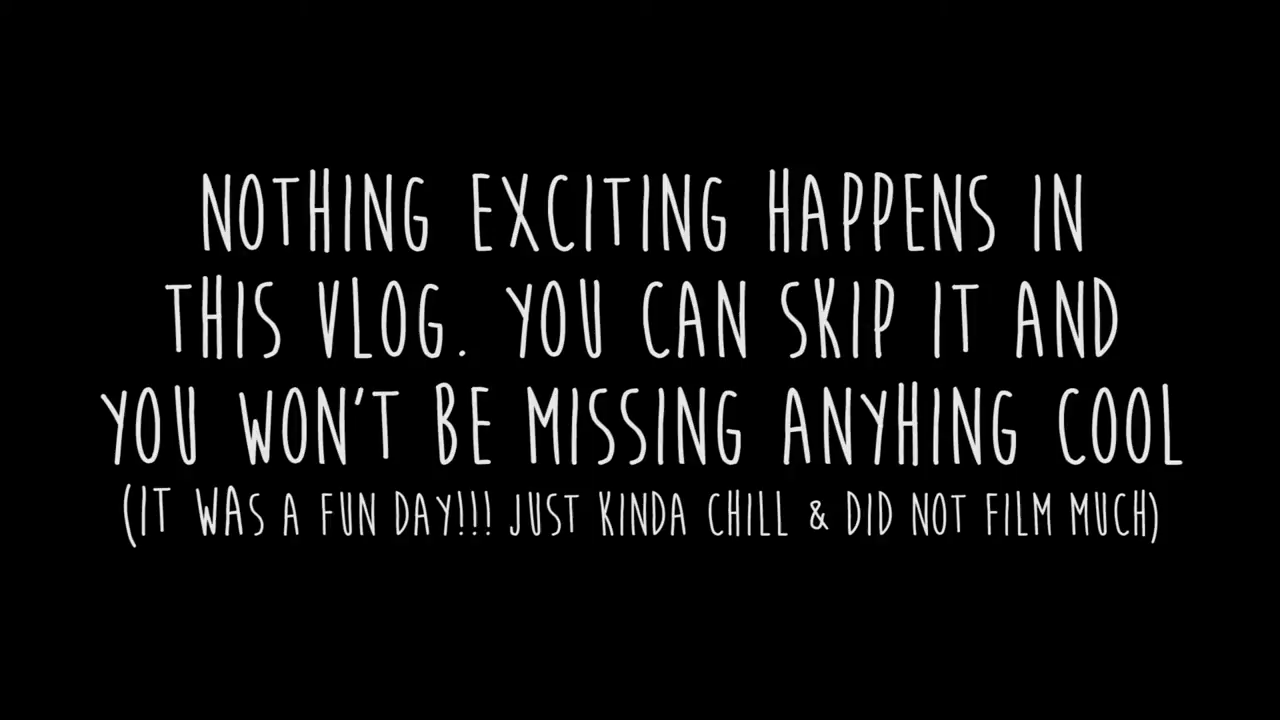 NOTHING EXCITING HAPPENS IN
THIS VLOG. YOU CAN SKIP IT AND
YOU WON'T BE MISSING ANYHING COOL
(IT WAS A FUN DAY!!! JUST KINDA CHILL & DID NOT FILM MUCH)